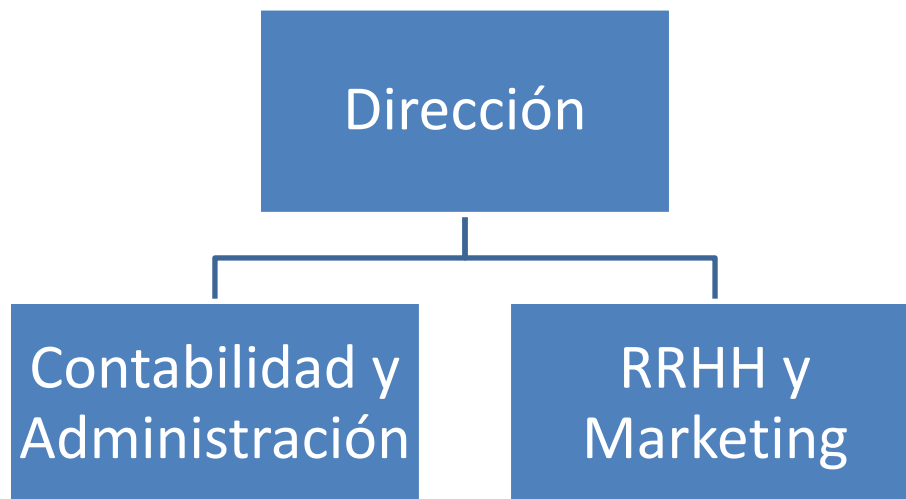 Dirección
Contabilidad y
Administración
RRHH y
Marketing